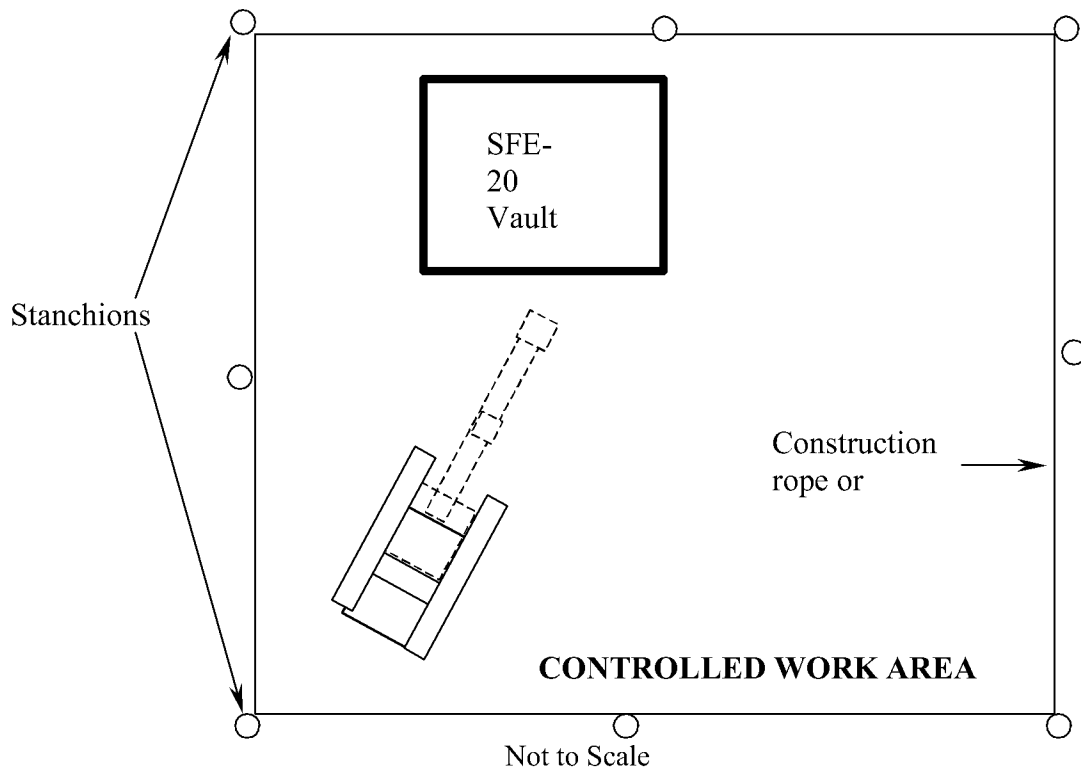 SFE-
20
Vault
Stanchions
Construction
rope or
CONTROLLED WORK AREA
Not to Scale